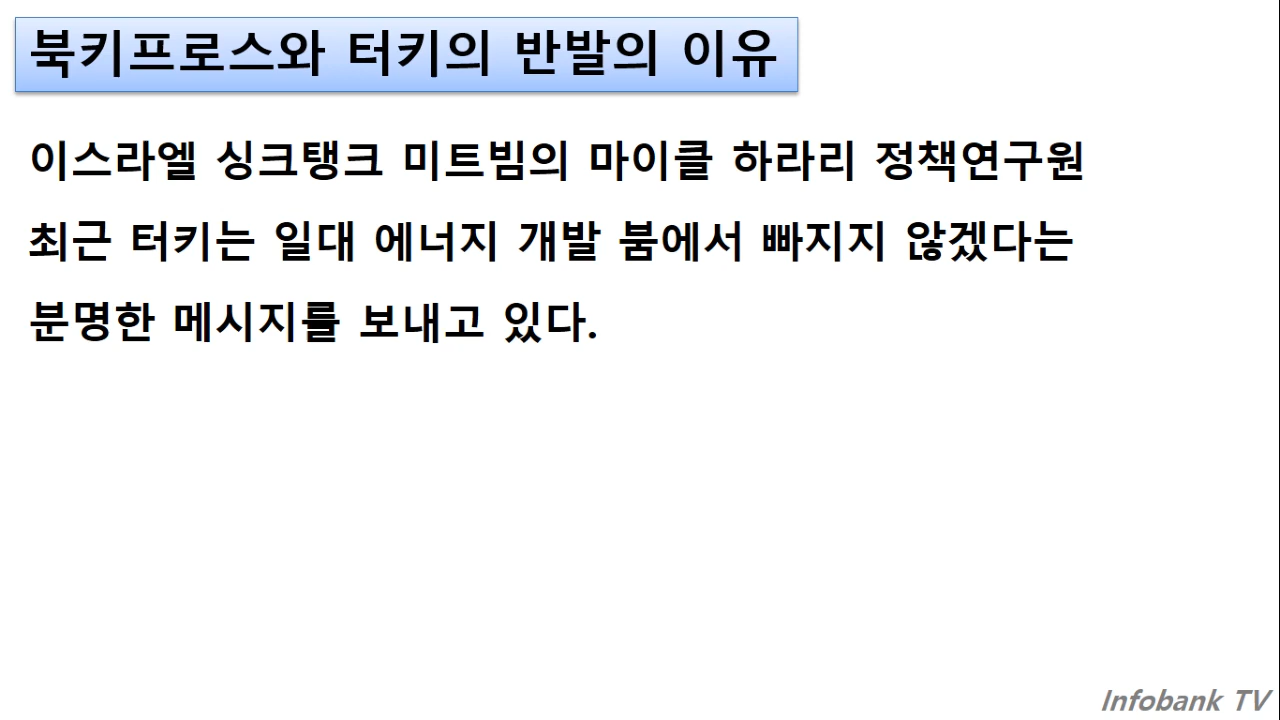 북키프로스와 터키의 반발의 이유
이스라엘 싱크탱크 미트빔의 마이클 하라리 정책연구원
최근 터키는 일대 에너지 개발 붐에서 빠지지 않겠다는
분명한 메시지를 보내고 있다.
Infobank TV